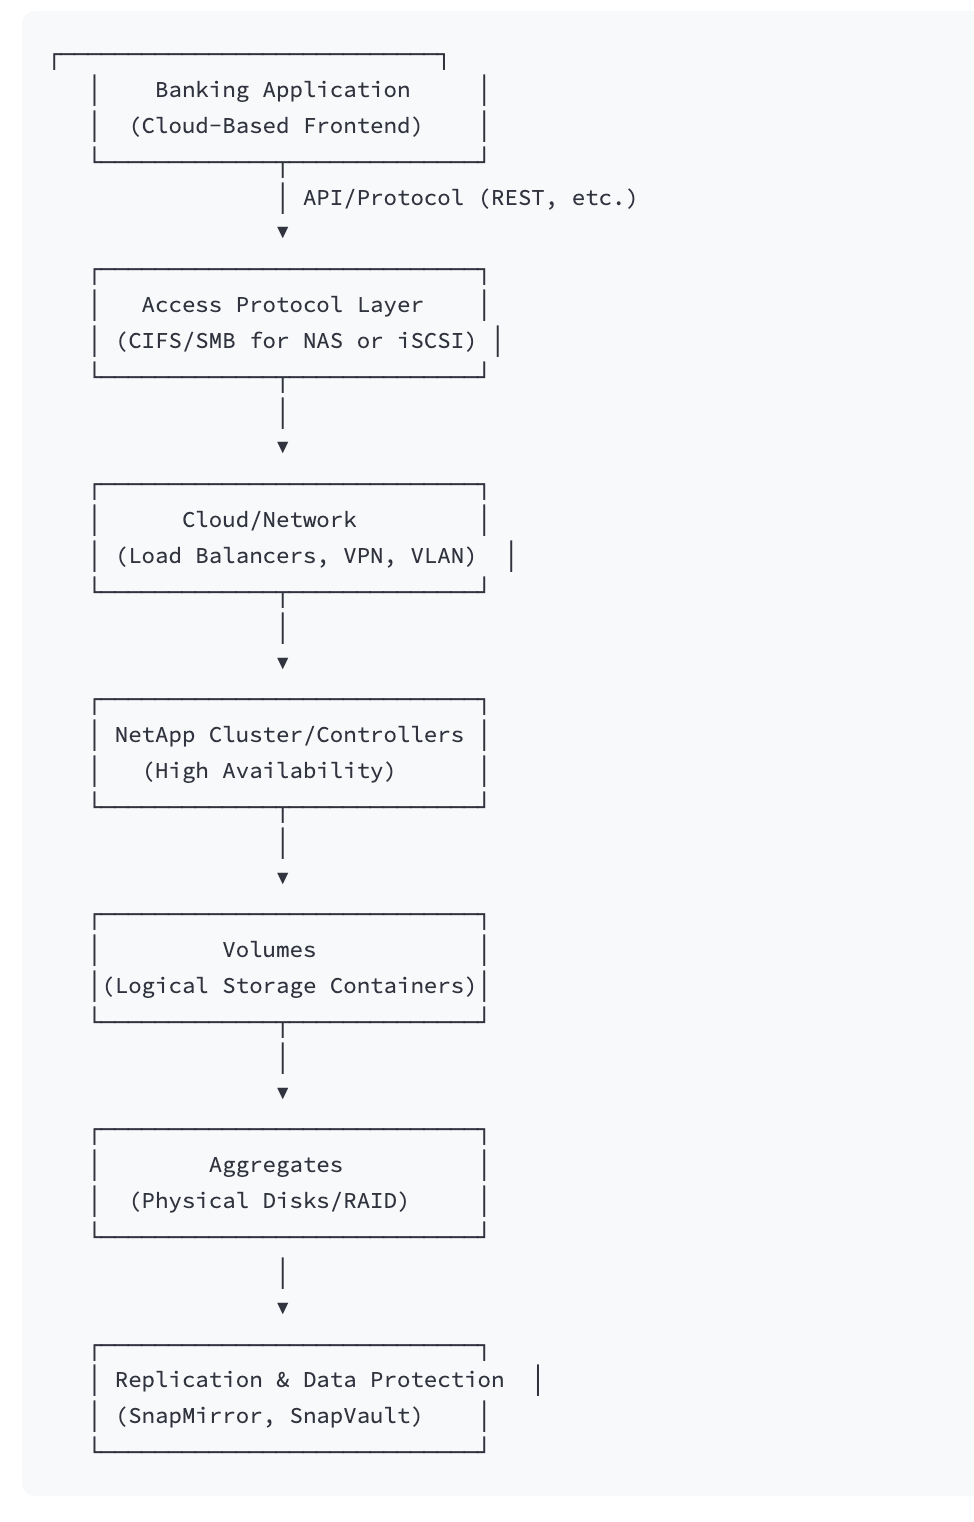 Banking Application
(Cloud-Based Frontend)
API/Protocol (REST, etc.)
Access Protocol Layer
(CIFS/SMB for NAS or iSCSI)
Cloud/Network
(Load Balancers, VPN, VLAN)
NetApp Cluster/Controllers
(High Availability)
Volumes
(Logical Storage Containers)
Aggregates
(Physical Disks/RAID)
Replication & Data Protection
(SnapMirror, SnapVault)